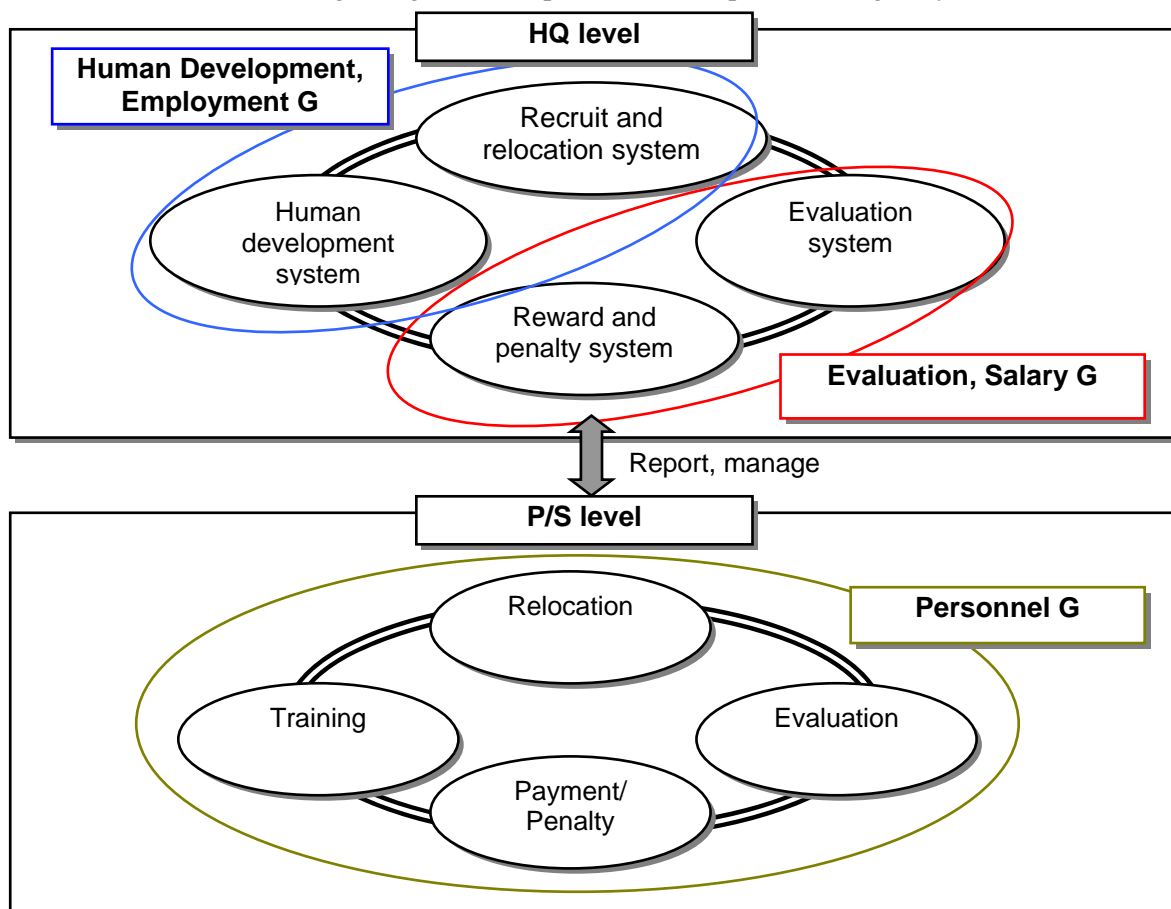 HQ level
Human Development,
Employment G
Recruit and
relocation system
Human
development
system
Evaluation
system
Reward and
penalty system
Evaluation, Salary G
Report, manage
P/S level
Relocation
Personnel G
Training
Evaluation
Payment/
Penalty